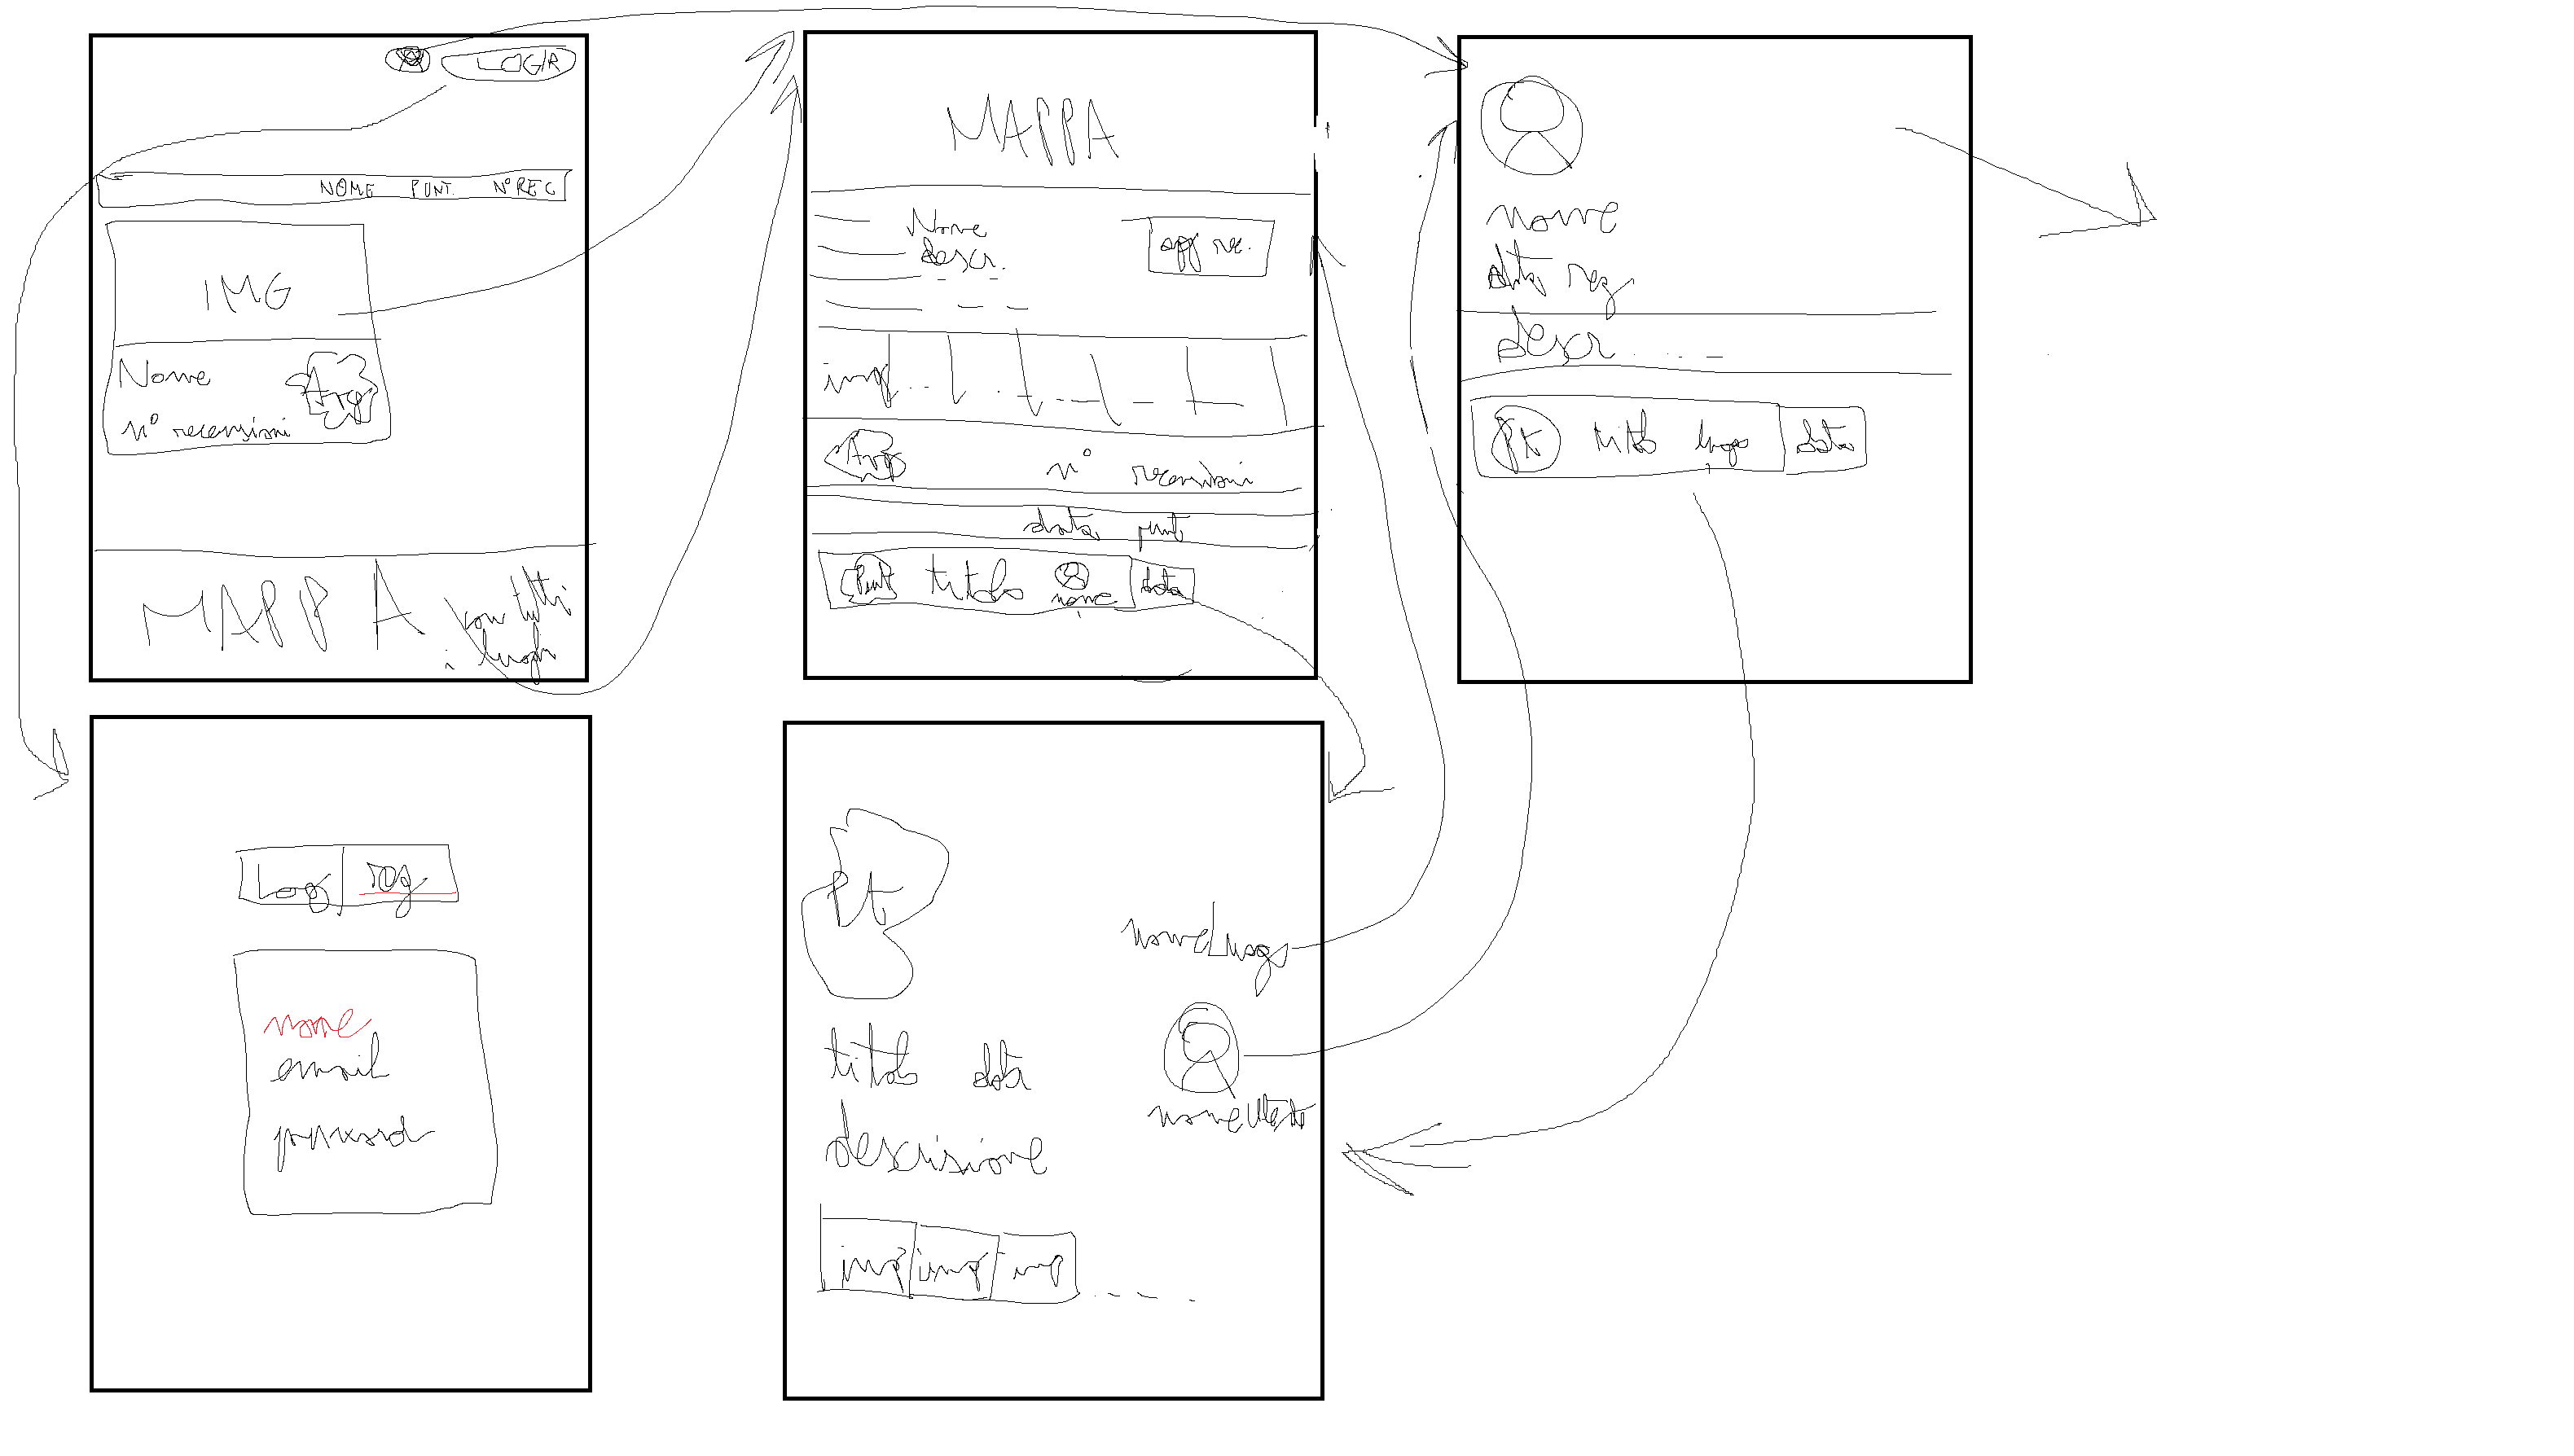 LOG/R
NOME PUNT. N° REC
IMG
Nome
Avg
n° recensioni
MAPPA con tutti
i luoghi
MAPPA
Nome
descr.
agg rec.
img...
Avg n° recensioni
data punt
Punt titolo nome data
nome
data reg
descr....
pt titolo luogo data
Log reg
nome
email
password
Pt.
nomeLuogo
titolo data
nomeUtente
descrizione
img img img